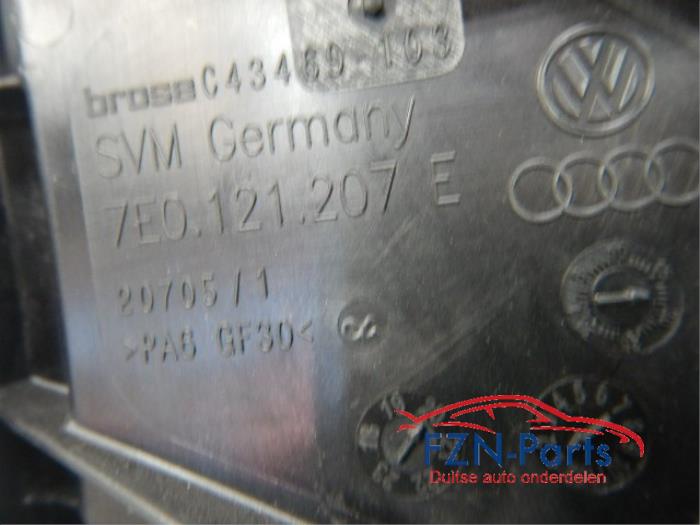 brose C43469 103
SVM Germany
7E0.121.207 E
20705/1
>PA6 GF30<
FZN-Parts
Duitse auto onderdelen